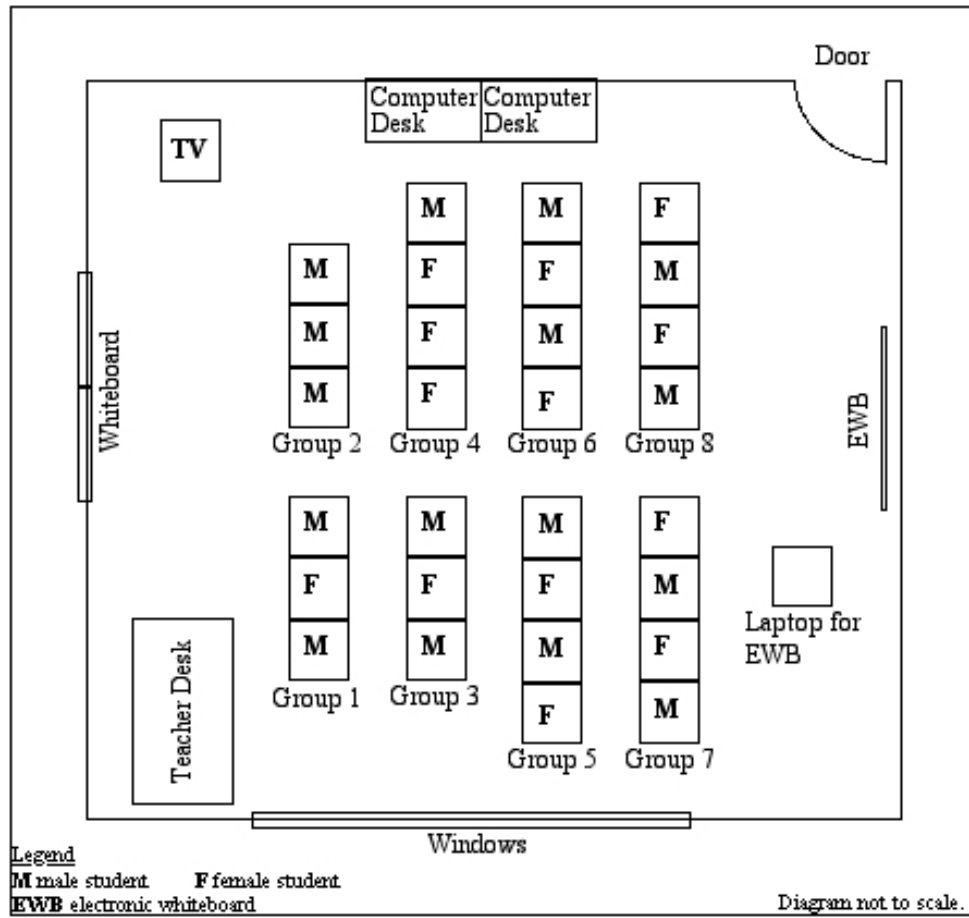 Door
Computer Computer
Desk Desk
TV
M M F
M F F M
M F M F
M F F M
Whiteboard
EWB
Group 2 Group 4 Group 6 Group 8
M M M F
F F F M
M M M F
F M
Laptop for
EWB
Group 1 Group 3
Teacher Desk
Group 5 Group 7
Windows
Legend
M male student F female student
EWB electronic whiteboard
Diagram not to scale.